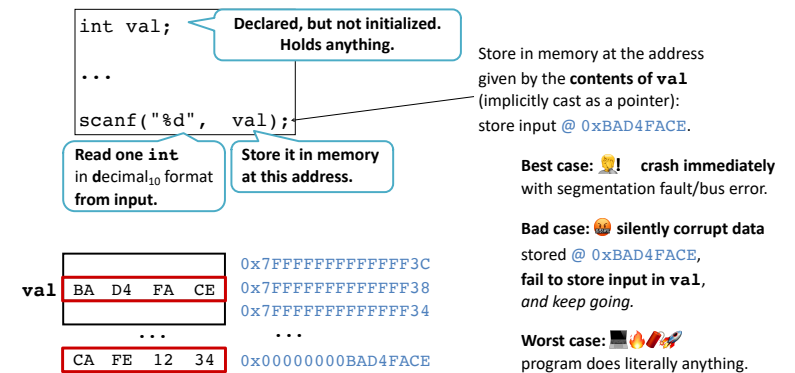 int val;
Declared, but not initialized.
Holds anything.
...
scanf("%d", val);
Read one int
in decimal10 format
from input.
Store it in memory
at this address.
Store in memory at the address
given by the contents of val
(implicitly cast as a pointer):
store input @ 0xBAD4FACE.
Best case: 🤦! crash immediately
with segmentation fault/bus error.
Bad case: 🤬 silently corrupt data
stored @ 0xBAD4FACE,
fail to store input in val,
and keep going.
Worst case: 💻🔥🧨🚀
program does literally anything.
0x7FFFFFFFFFFFFF3C
val BA D4 FA CE 0x7FFFFFFFFFFFFF38
0x7FFFFFFFFFFFFF34
... ...
CA FE 12 34 0x00000000BAD4FACE